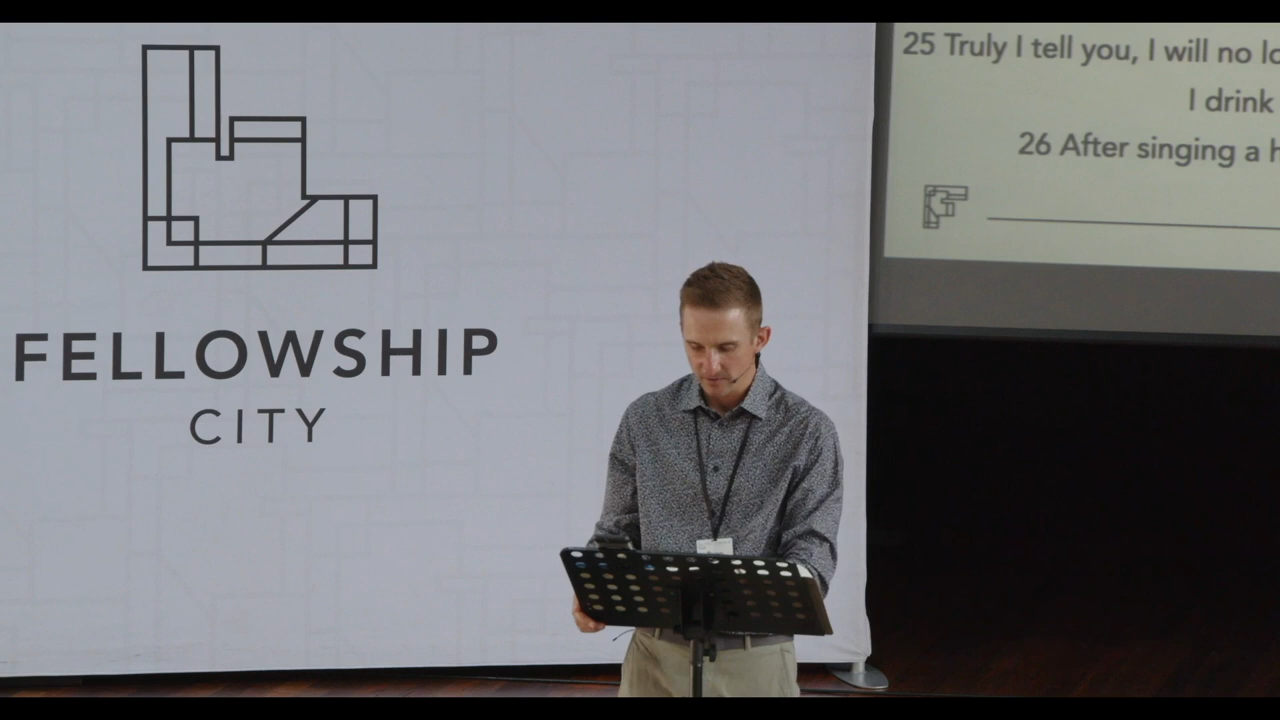 FELLOWSHIP
CITY
25 Truly I tell you, I will no
I drink
26 After singing a